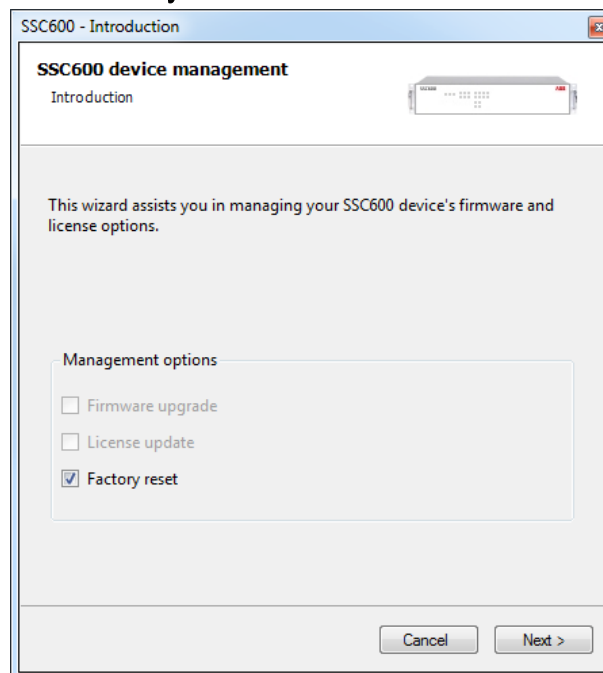 SSC600 - Introduction
SSC600 device management
Introduction
ABB
This wizard assists you in managing your SSC600 device's firmware and
license options.
Management options
Firmware upgrade
License update
Factory reset
Cancel
Next >